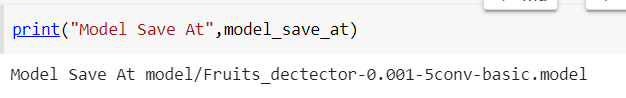 print("Model Save At",model_save_at)
Model Save At model/Fruits_dectector-0.001-5conv-basic.model